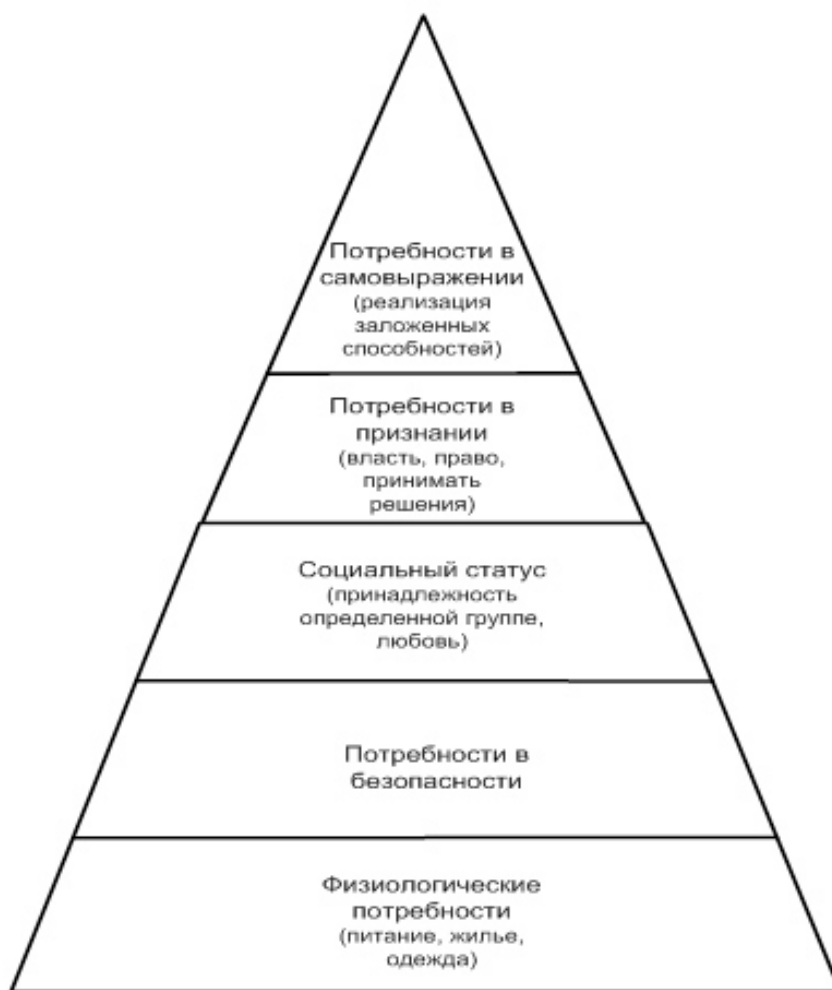 Потребности в
самовыражении
(реализация
заложенных
способностей)
Потребности в
признании
(власть, право,
принимать
решения)
Социальный статус
(принадлежность
определенной группе,
любовь)
Потребности в
безопасности
Физиологические
потребности
(питание, жилье,
одежда)